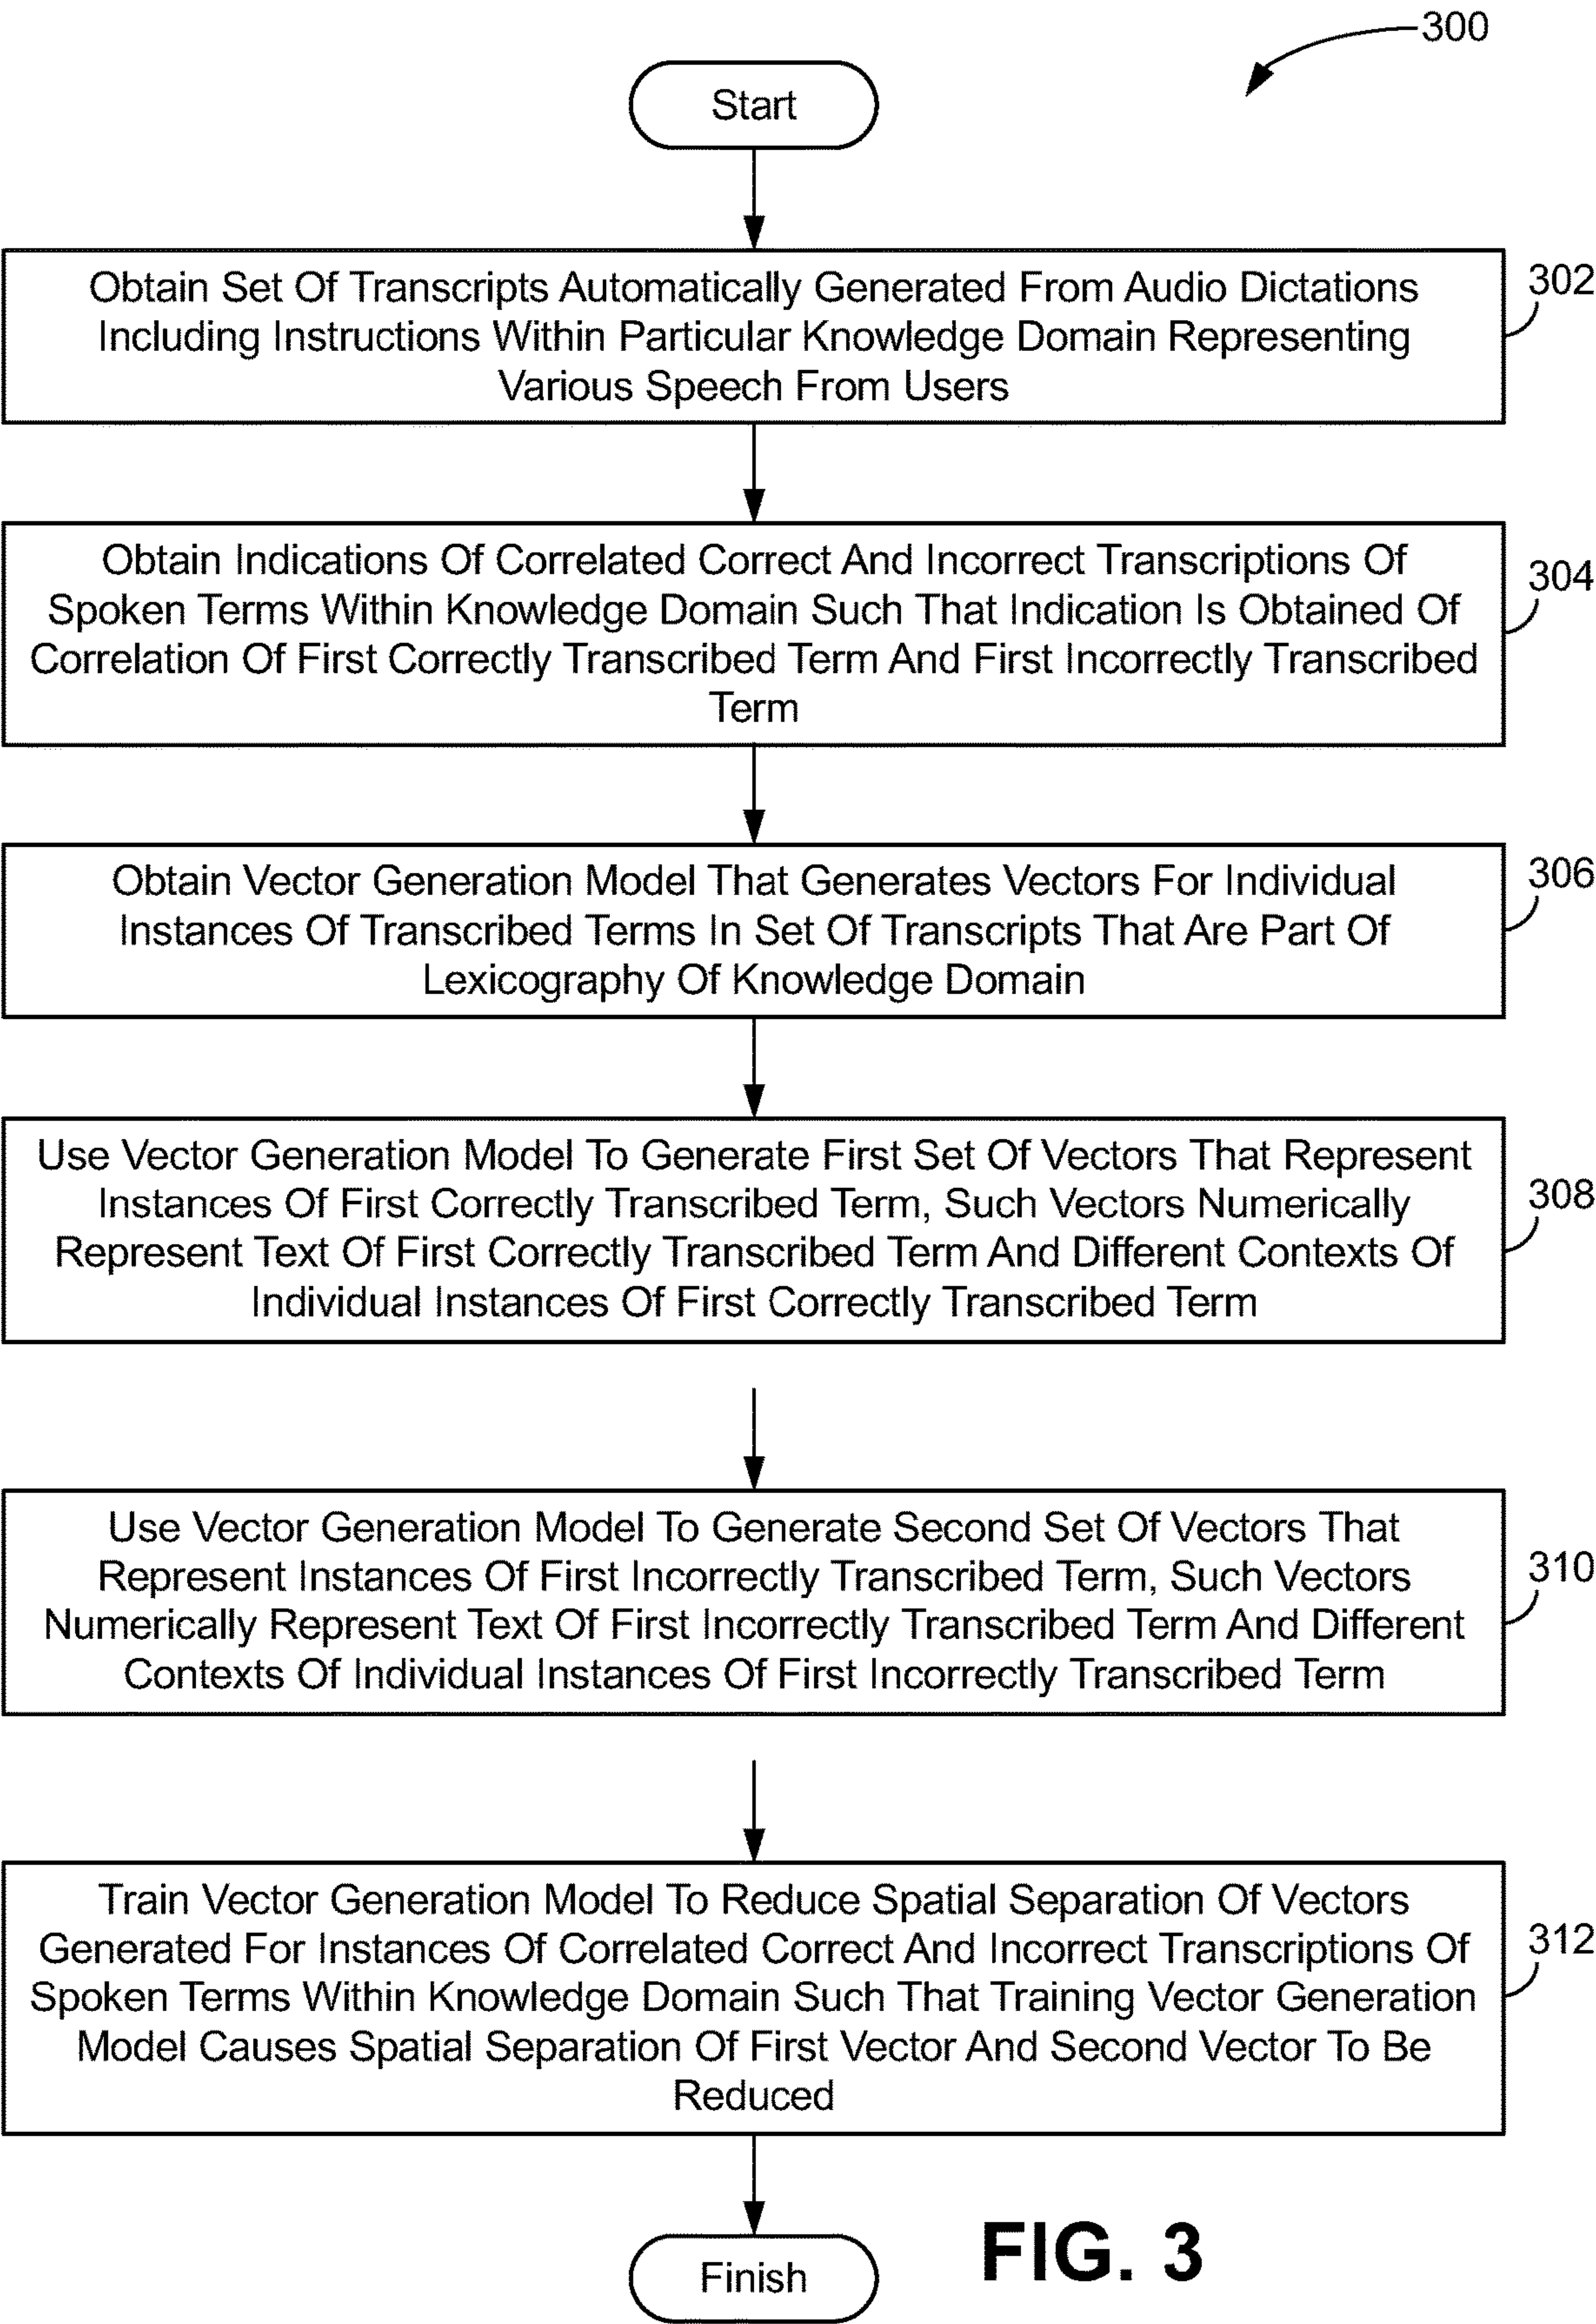 300
Start
Obtain Set Of Transcripts Automatically Generated From Audio Dictations
Including Instructions Within Particular Knowledge Domain Representing
Various Speech From Users
302
Obtain Indications Of Correlated Correct And Incorrect Transcriptions Of
Spoken Terms Within Knowledge Domain Such That Indication Is Obtained Of
Correlation Of First Correctly Transcribed Term And First Incorrectly Transcribed
Term
304
Obtain Vector Generation Model That Generates Vectors For Individual
Instances Of Transcribed Terms In Set Of Transcripts That Are Part Of
Lexicography Of Knowledge Domain
306
Use Vector Generation Model To Generate First Set Of Vectors That Represent
Instances Of First Correctly Transcribed Term, Such Vectors Numerically
Represent Text Of First Correctly Transcribed Term And Different Contexts Of
Individual Instances Of First Correctly Transcribed Term
308
Use Vector Generation Model To Generate Second Set Of Vectors That
Represent Instances Of First Incorrectly Transcribed Term, Such Vectors
Numerically Represent Text Of First Incorrectly Transcribed Term And Different
Contexts Of Individual Instances Of First Incorrectly Transcribed Term
310
Train Vector Generation Model To Reduce Spatial Separation Of Vectors
Generated For Instances Of Correlated Correct And Incorrect Transcriptions Of
Spoken Terms Within Knowledge Domain Such That Training Vector Generation
Model Causes Spatial Separation Of First Vector And Second Vector To Be
Reduced
312
Finish
FIG. 3